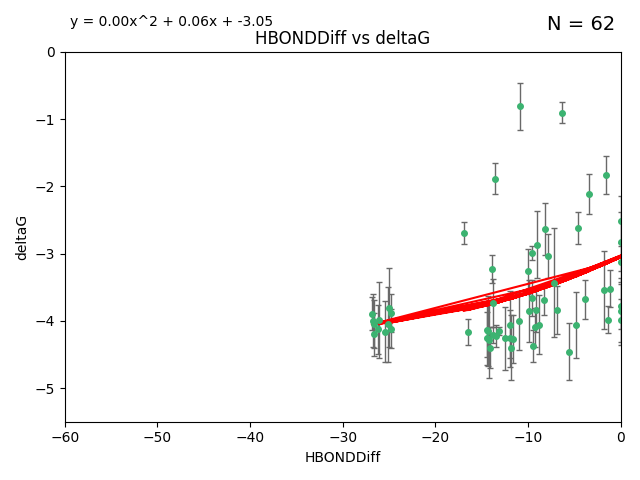 y = 0.00x^2 + 0.06x + -3.05
N = 62
HBONDDiff vs deltaG
0
−1
−2
−3
−4
−5
deltaG
−60 −50 −40 −30 −20 −10 0
HBONDDiff